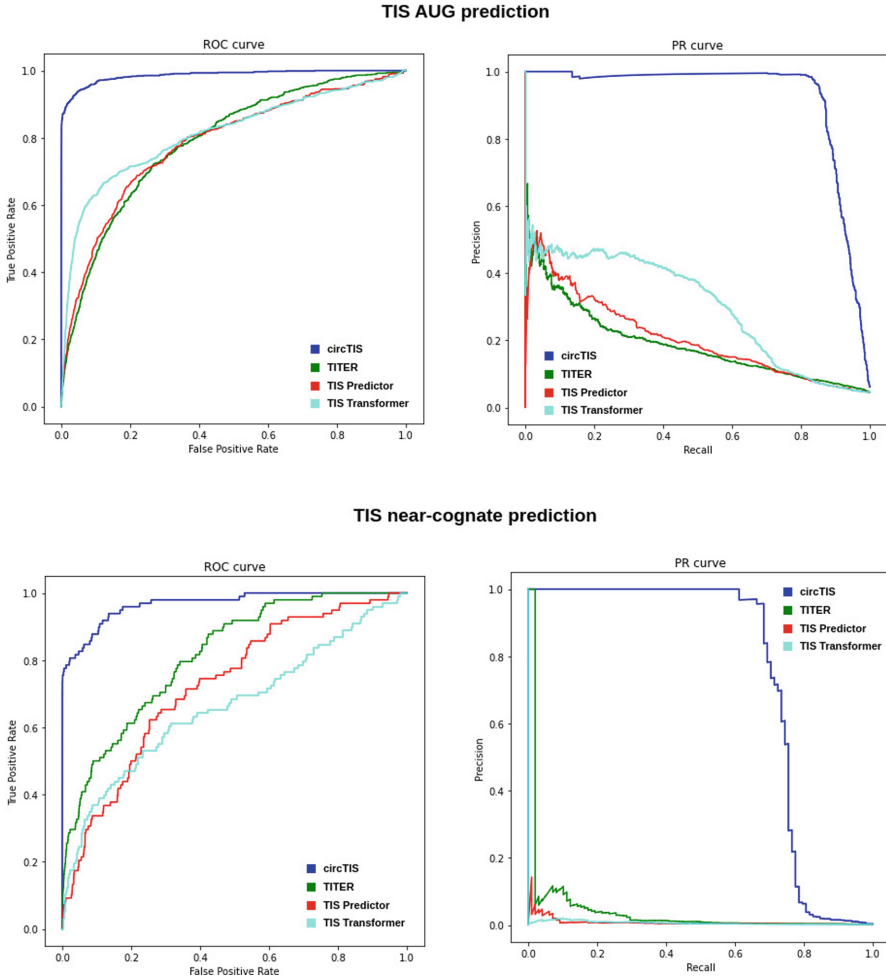 TIS AUG prediction
ROC curve
True Positive Rate
1.0
0.8
0.6
0.4
0.2
0.0
circTIS
TITER
TIS Predictor
TIS Transformer
0.0 0.2 0.4 0.6 0.8 1.0
False Positive Rate
PR curve
Precision
1.0
0.8
0.6
0.4
0.2
0.0
circTIS
TITER
TIS Predictor
TIS Transformer
0.0 0.2 0.4 0.6 0.8 1.0
Recall
TIS near-cognate prediction
ROC curve
True Positive Rate
1.0
0.8
0.6
0.4
0.2
0.0
circTIS
TITER
TIS Predictor
TIS Transformer
0.0 0.2 0.4 0.6 0.8 1.0
False Positive Rate
PR curve
Precision
1.0
0.8
0.6
0.4
0.2
0.0
circTIS
TITER
TIS Predictor
TIS Transformer
0.0 0.2 0.4 0.6 0.8 1.0
Recall